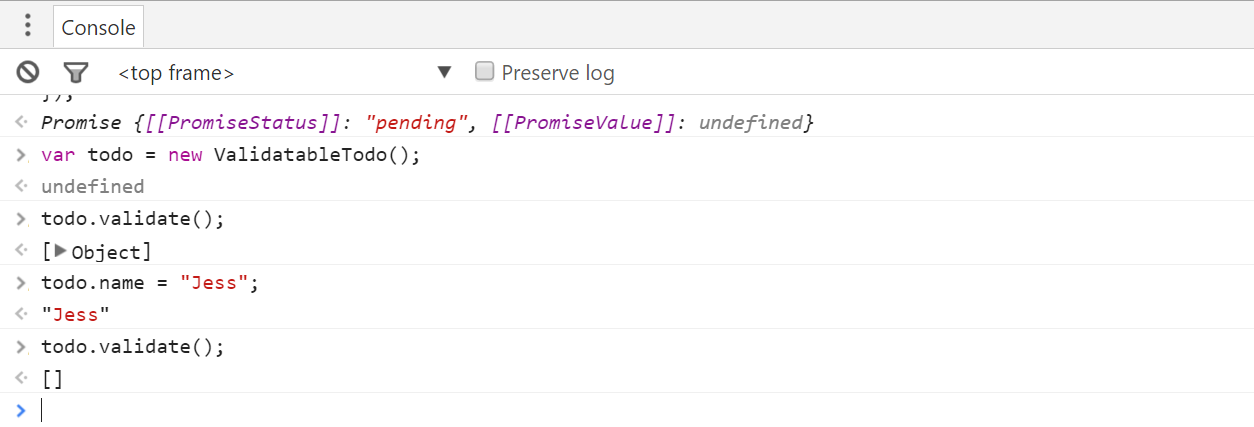 Console
<top frame> Preserve log
});
Promise {[[PromiseStatus]]: "pending", [[PromiseValue]]: undefined}
var todo = new ValidatableTodo();
undefined
todo.validate();
[Object]
todo.name = "Jess";
"Jess"
todo.validate();
[]